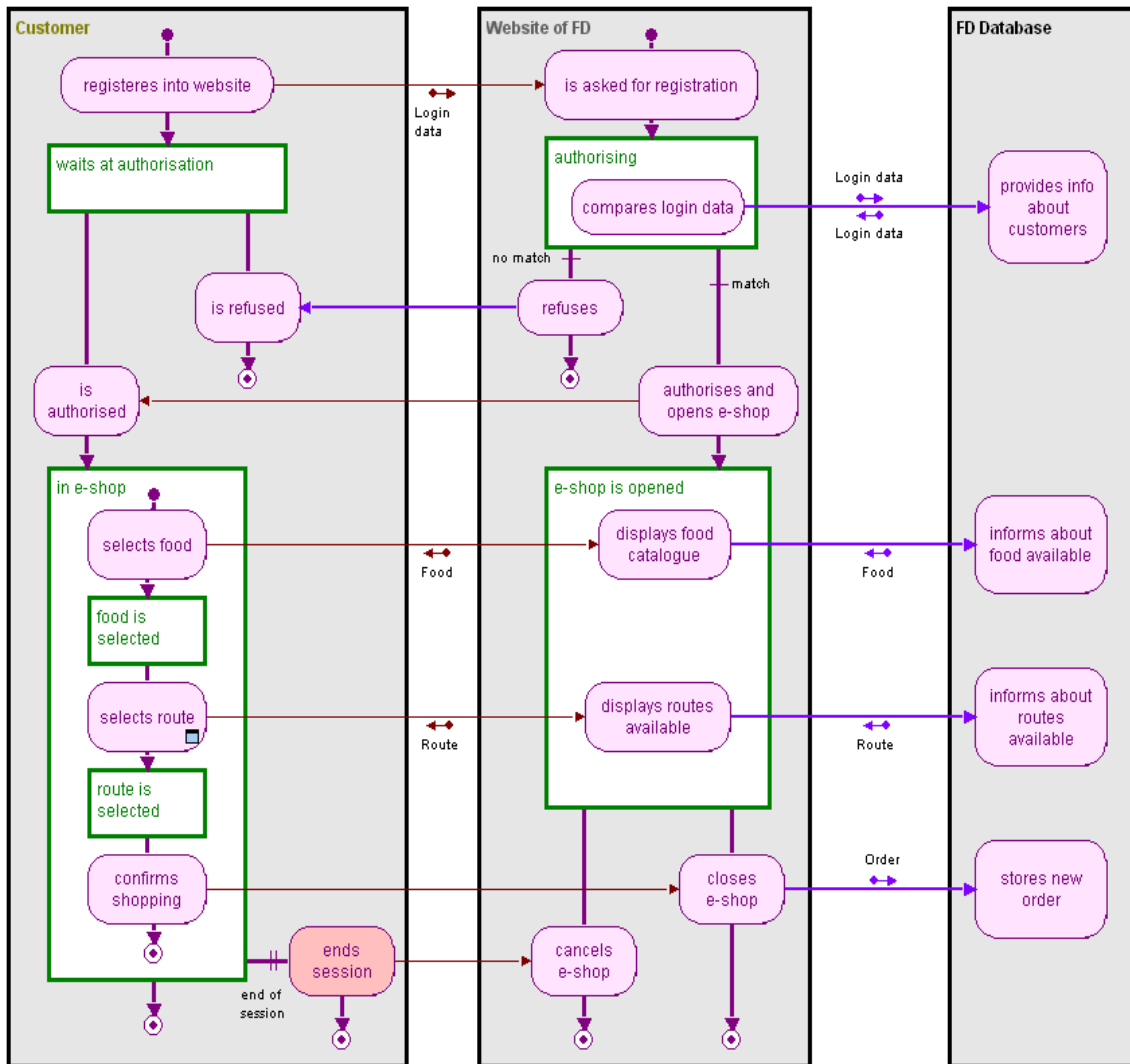 Customer
Website of FD
FD Database
registeres into website
is asked for registration
Login
data
waits at authorisation
authorising
compares login data
Login data
Login data
provides info
about
customers
no match
match
is refused
refuses
is
authorised
authorises and
opens e-shop
in e-shop
e-shop is opened
selects food
displays food
catalogue
informs about
food available
Food
Food
food is
selected
selects route
displays routes
available
informs about
routes
available
Route
Route
route is
selected
confirms
shopping
closes
e-shop
Order
stores new
order
ends
session
cancels
e-shop
end of
session